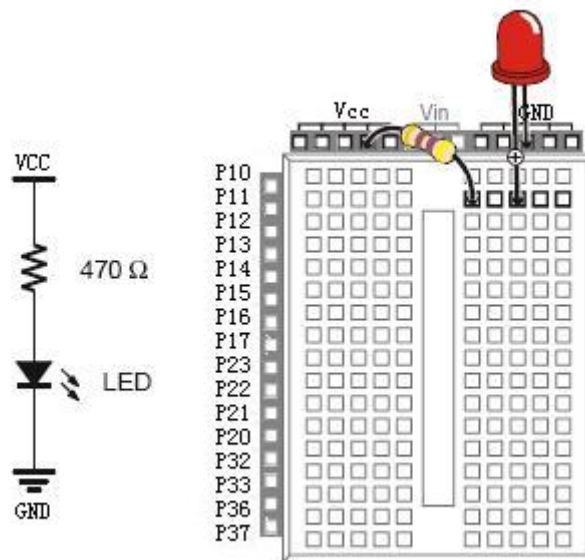 Vcc Vin GND
VCC
470 Ω
LED
GND
P10
P11
P12
P13
P14
P15
P16
P17
P23
P22
P21
P20
P32
P33
P36
P37